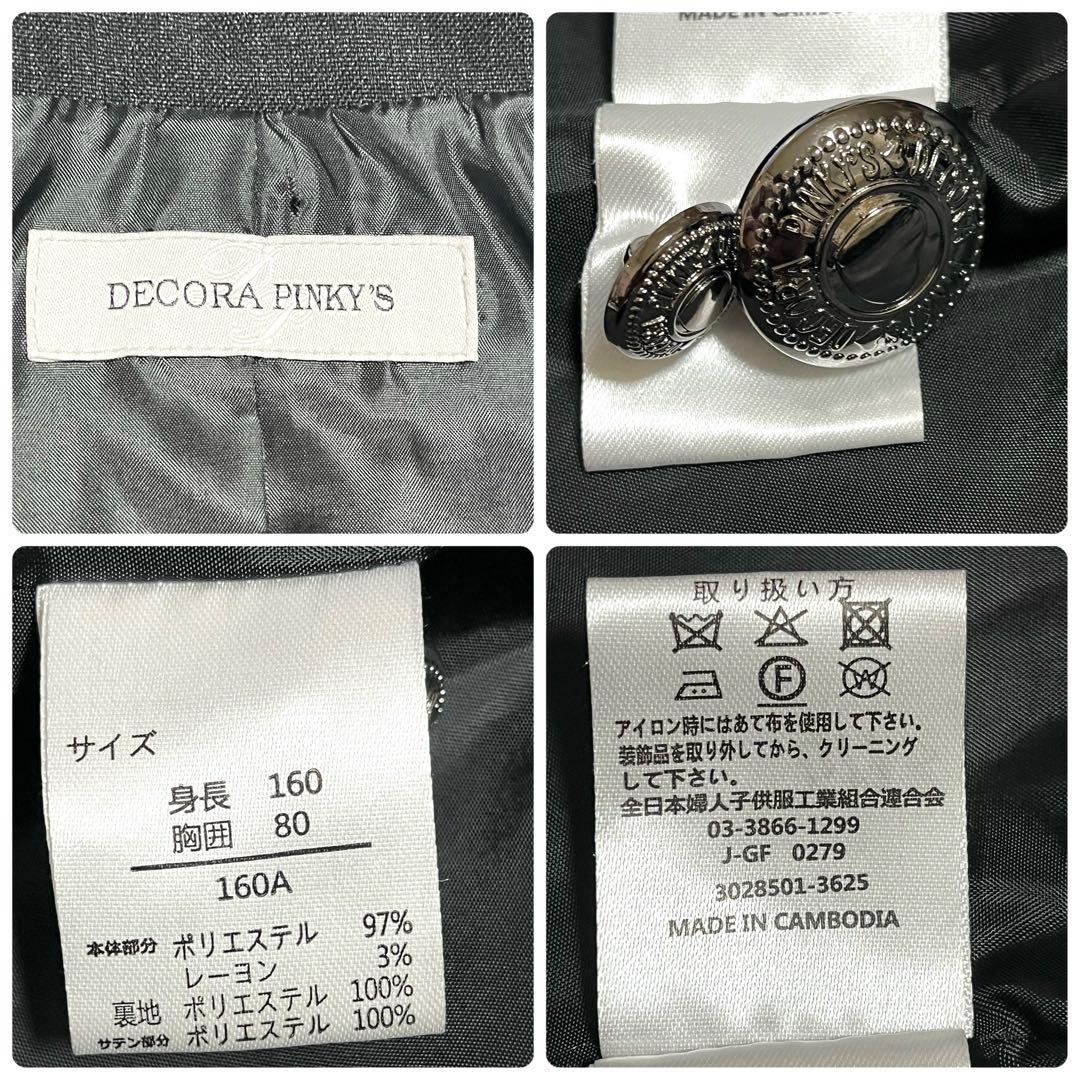 DECORA PINKY'S
MADE IN CAMBO
PINKY'S
DECORA
サイズ
身長 160
胸囲 80
160A
本体部分 ポリエステル 97%
レーヨン 3%
裏地 ポリエステル 100%
サテン部分 ポリエステル 100%
取り扱い方
F
W
アイロン時にはあて布を使用して下さい。
装飾品を取り外してから、クリーニング
して下さい。
全日本婦人子供服工業組合連合会
03-3866-1299
J-GF 0279
3028501-3625
MADE IN CAMBODIA